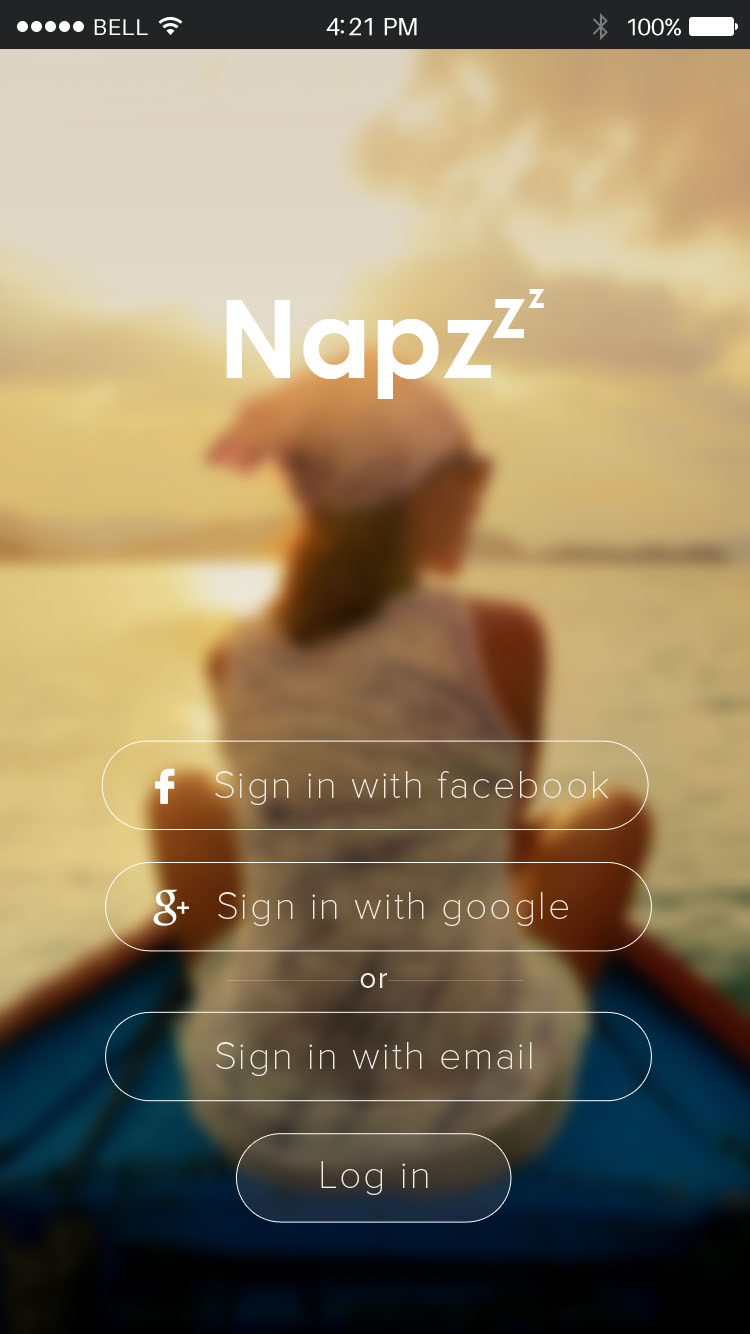 BELL 4:21 PM 100%
Napzzz
Sign in with facebook
g+ Sign in with google
or
Sign in with email
Log in